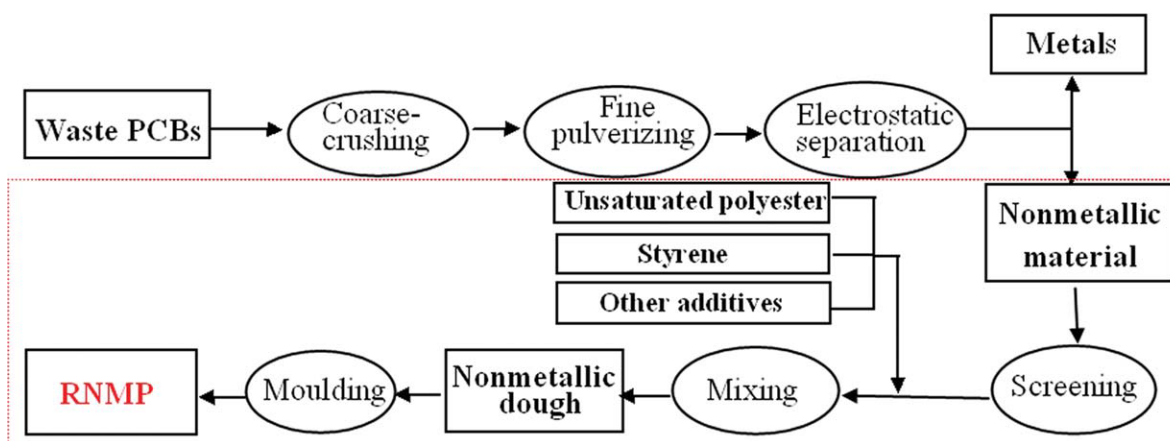 Metals
Waste PCBs
Coarse-
crushing
Fine
pulverizing
Electrostatic
separation
Unsaturated polyester
Styrene
Other additives
Nonmetallic
material
RNMP
Moulding
Nonmetallic
dough
Mixing
Screening